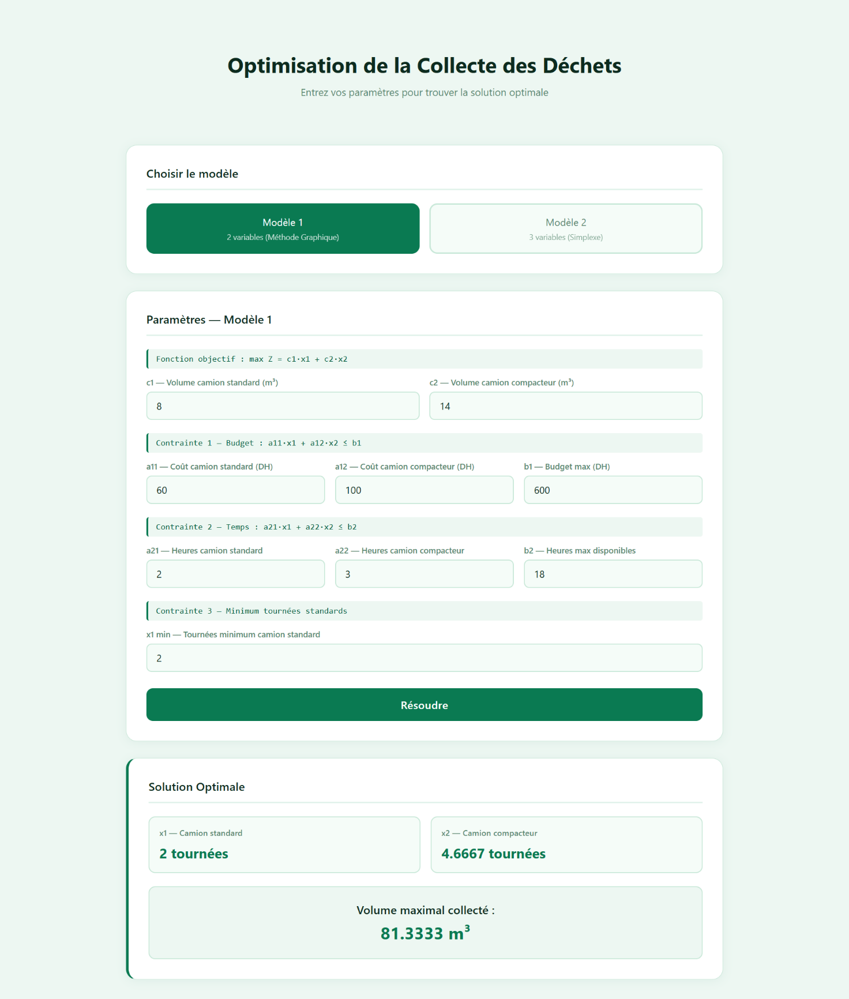 Optimisation de la Collecte des Déchets
Entrez vos paramètres pour trouver la solution optimale
Choisir le modèle
Modèle 1
2 variables (Méthode Graphique)
Modèle 2
3 variables (Simplexe)
Paramètres — Modèle 1
Fonction objectif : max Z = c1·x1 + c2·x2
c1 — Volume camion standard (m³)
c2 — Volume camion compacteur (m³)
8
14
Contrainte 1 — Budget : a11·x1 + a12·x2 ≤ b1
a11 — Coût camion standard (DH)
a12 — Coût camion compacteur (DH)
b1 — Budget max (DH)
60
100
600
Contrainte 2 — Temps : a21·x1 + a22·x2 ≤ b2
a21 — Heures camion standard
a22 — Heures camion compacteur
b2 — Heures max disponibles
2
3
18
Contrainte 3 — Minimum tournées standards
x1 min — Tournées minimum camion standard
2
Résoudre
Solution Optimale
x1 — Camion standard
2 tournées
x2 — Camion compacteur
4.6667 tournées
Volume maximal collecté :
81.3333 m³